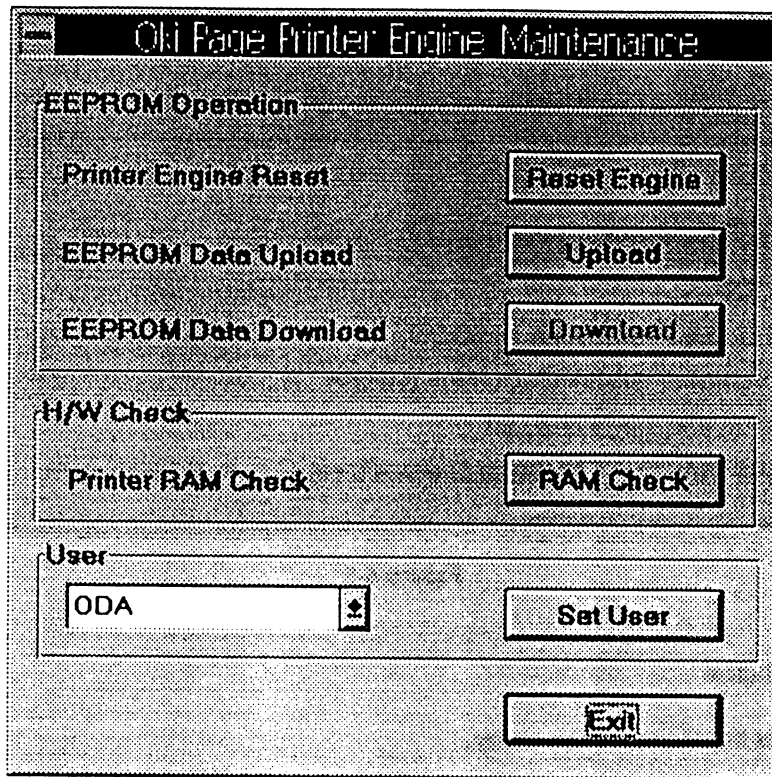 Oki Page Printer Engine Maintenance
EEPROM Operation
Printer Engine Reset Reset Engine
EEPROM Data Upload Upload
EEPROM Data Download Download
H/W Check
Printer RAM Check RAM Check
User
ODA Set User
Exit